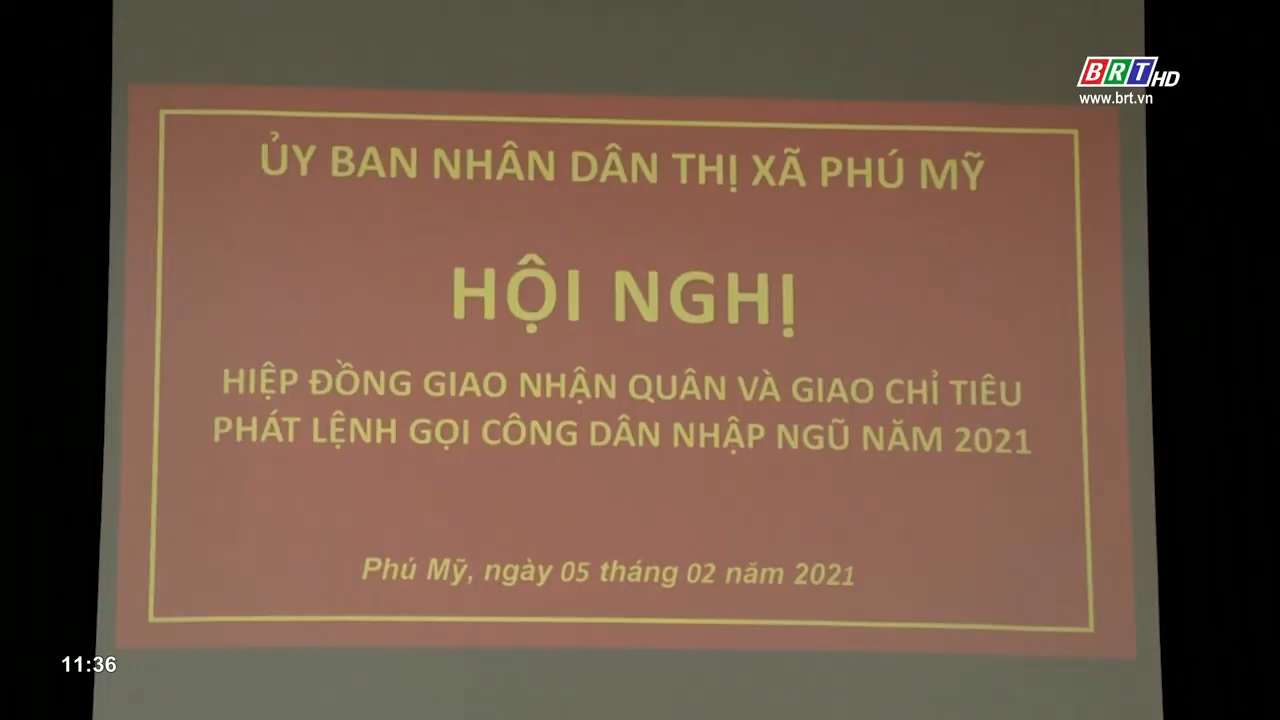 BRT HD
www.brt.vn
ỦY BAN NHÂN DÂN THỊ XÃ PHÚ MỸ
HỘI NGHỊ
HIỆP ĐỒNG GIAO NHẬN QUÂN VÀ GIAO CHỈ TIÊU
PHÁT LỆNH GỌI CÔNG DÂN NHẬP NGŨ NĂM 2021
Phú Mỹ, ngày 05 tháng 02 năm 2021
11:36